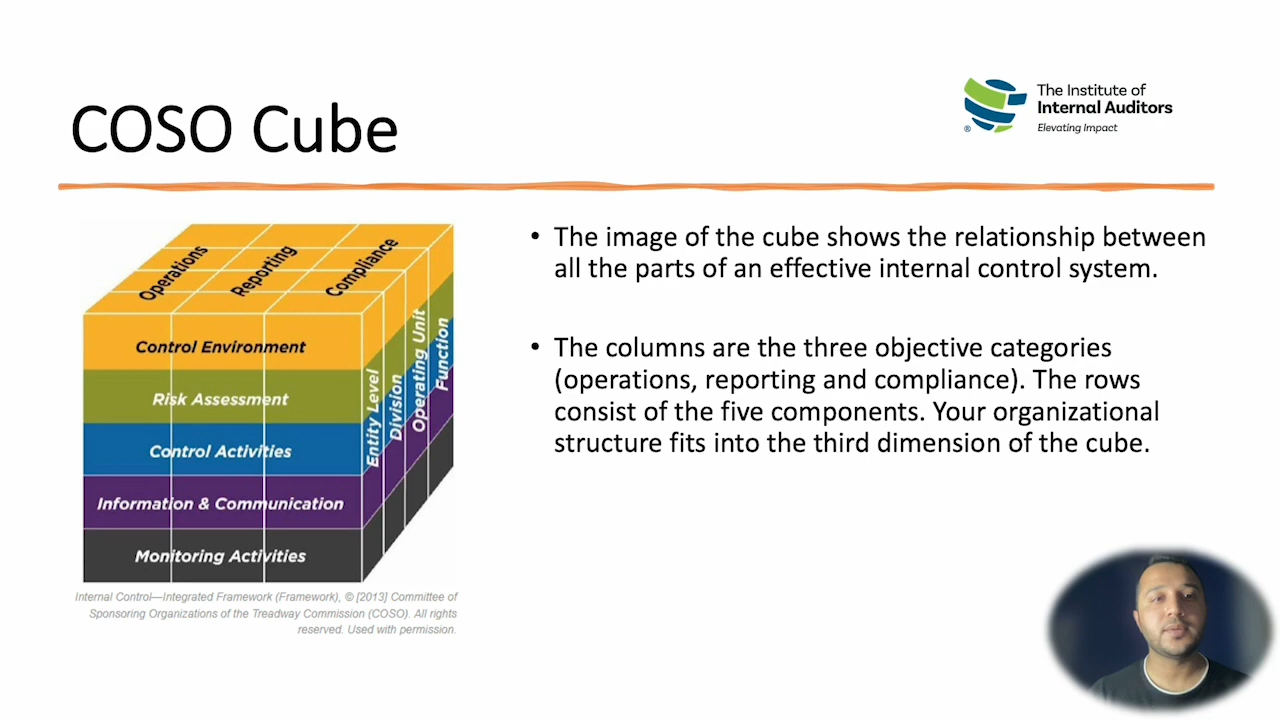 COSO Cube
The Institute of
Internal Auditors
®
Elevating Impact
Operations
Reporting
Compliance
Control Environment
Risk Assessment
Control Activities
Information & Communication
Monitoring Activities
Entity Level
Division
Operating Unit
Function
Internal Control—Integrated Framework (Framework), © [2013] Committee of
Sponsoring Organizations of the Treadway Commission (COSO). All rights
reserved. Used with permission.
• The image of the cube shows the relationship between
all the parts of an effective internal control system.
• The columns are the three objective categories
(operations, reporting and compliance). The rows
consist of the five components. Your organizational
structure fits into the third dimension of the cube.